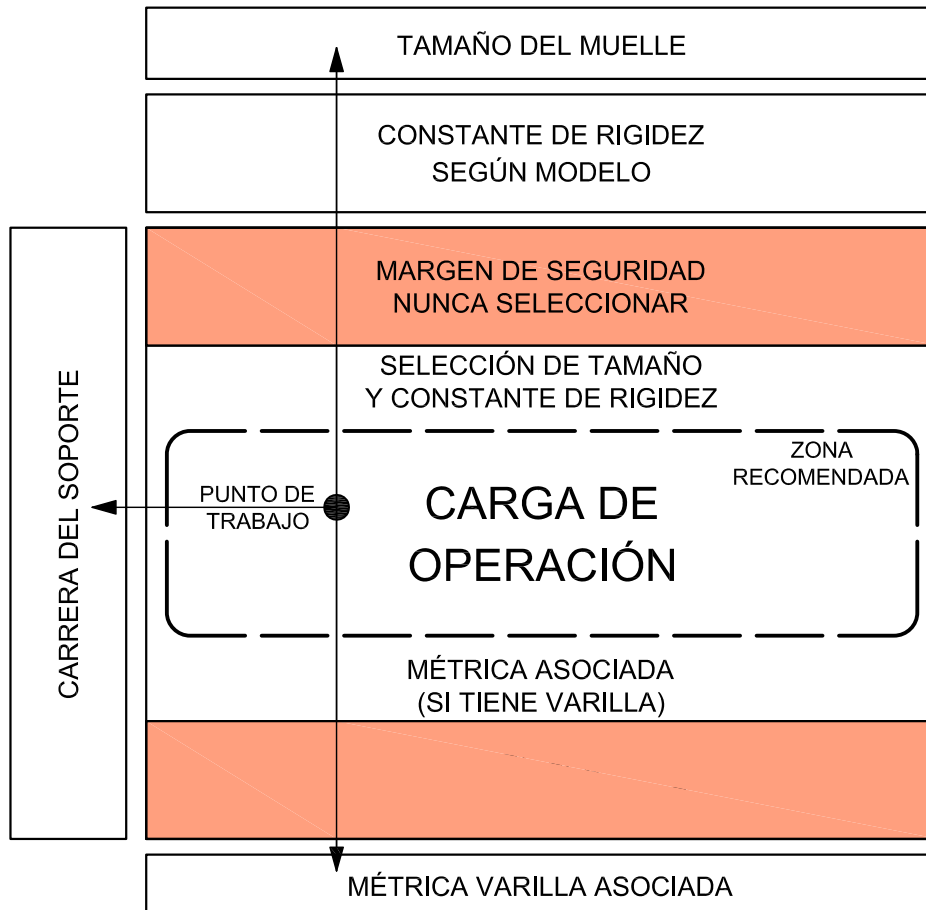 TAMAÑO DEL MUELLE
CONSTANTE DE RIGIDEZ
SEGÚN MODELO
MARGEN DE SEGURIDAD
NUNCA SELECCIONAR
CARRERA DEL SOPORTE
SELECCIÓN DE TAMAÑO
Y CONSTANTE DE RIGIDEZ
ZONA
RECOMENDADA
PUNTO DE
TRABAJO
CARGA DE
OPERACIÓN
MÉTRICA ASOCIADA
(SI TIENE VARILLA)
MÉTRICA VARILLA ASOCIADA